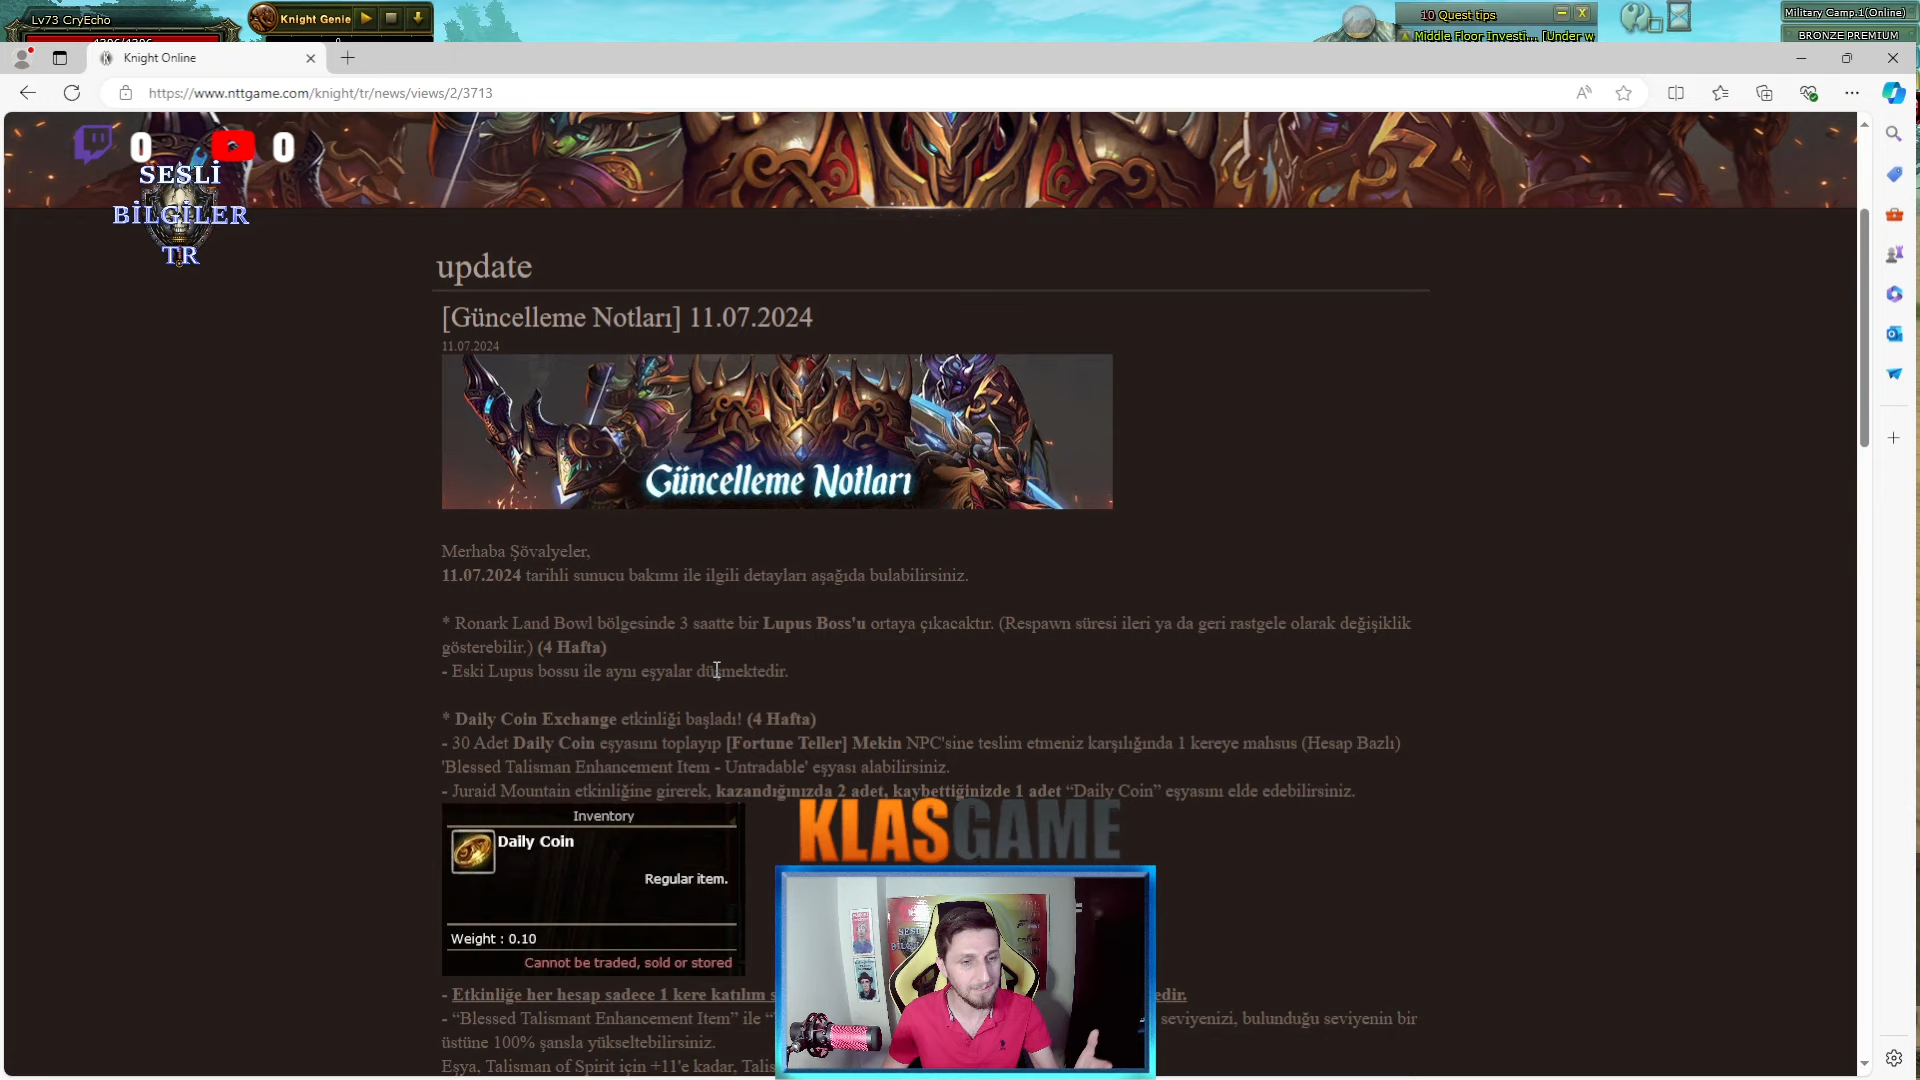 Lv73 CryEcho
Knight Genie
10 Quest tips
Middle Floor Investi... [Under w
Military Camp.1(Online)
BRONZE PREMIUM
Knight Online
https://www.nttgame.com/knight/tr/news/views/2/3713
0
0
SESLİ
BİLGİLER
TR
update
[Güncelleme Notları] 11.07.2024
11.07.2024
Güncelleme Notları
Merhaba Şövalyeler,
11.07.2024 tarihli sunucu bakımı ile ilgili detayları aşağıda bulabilirsiniz.
* Ronark Land Bowl bölgesinde 3 saatte bir Lupus Boss'u ortaya çıkacaktır. (Respawn süresi ileri ya da geri rastgele olarak değişiklik
gösterebilir.) (4 Hafta)
- Eski Lupus bossu ile aynı eşyalar düşmektedir.
* Daily Coin Exchange etkinliği başladı! (4 Hafta)
- 30 Adet Daily Coin eşyasını toplayıp [Fortune Teller] Mekin NPC'sine teslim etmeniz karşılığında 1 kereye mahsus (Hesap Bazlı)
'Blessed Talisman Enhancement Item - Untradable' eşyası alabilirsiniz.
- Juraid Mountain etkinliğine girerek, kazandığınızda 2 adet, kaybettiğinizde 1 adet “Daily Coin” eşyasını elde edebilirsiniz.
Inventory
Daily Coin
Regular item.
Weight : 0.10
Cannot be traded, sold or stored
KLASGAME
- Etkinliğe her hesap sadece 1 kere katılım
- “Blessed Talismant Enhancement Item” ile seviyenizi, bulunduğu seviyenin bir
üstüne 100% şansla yükseltebilirsiniz.
Eşya, Talisman of Spirit için +11'e kadar,